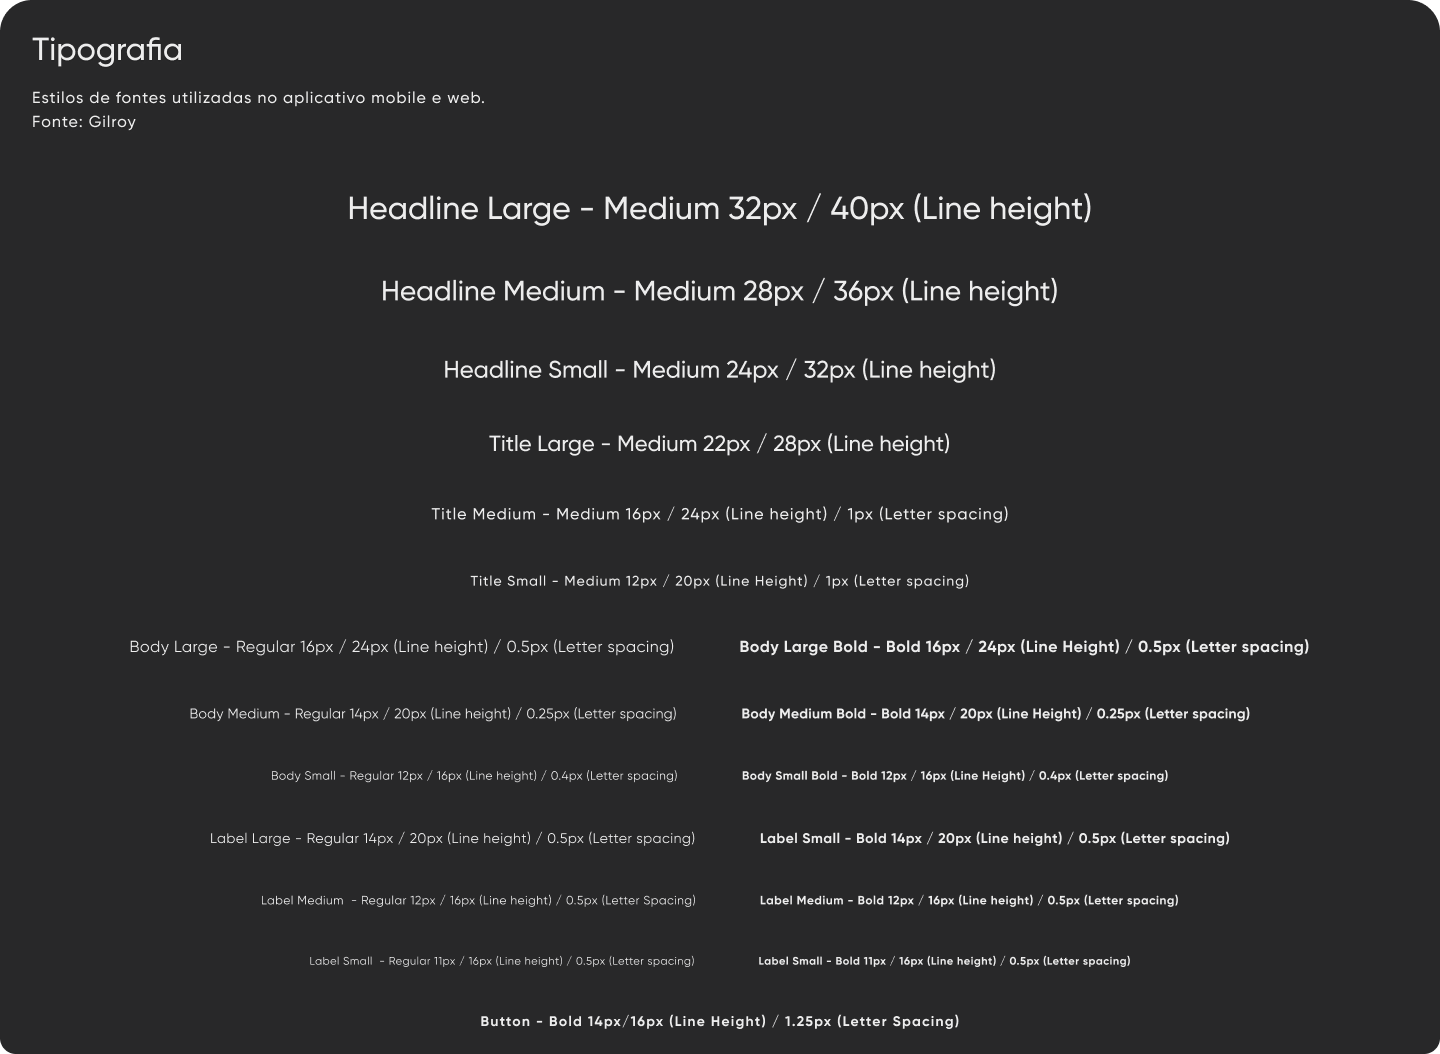 Tipografia
Estilos de fontes utilizadas no aplicativo mobile e web.
Fonte: Gilroy
Headline Large - Medium 32px / 40px (Line height)
Headline Medium - Medium 28px / 36px (Line height)
Headline Small - Medium 24px / 32px (Line height)
Title Large - Medium 22px / 28px (Line height)
Title Medium - Medium 16px / 24px (Line height) / 1px (Letter spacing)
Title Small - Medium 12px / 20px (Line Height) / 1px (Letter spacing)
Body Large - Regular 16px / 24px (Line height) / 0.5px (Letter spacing)
Body Large Bold - Bold 16px / 24px (Line Height) / 0.5px (Letter spacing)
Body Medium - Regular 14px / 20px (Line height) / 0.25px (Letter spacing)
Body Medium Bold - Bold 14px / 20px (Line Height) / 0.25px (Letter spacing)
Body Small - Regular 12px / 16px (Line height) / 0.4px (Letter spacing)
Body Small Bold - Bold 12px / 16px (Line Height) / 0.4px (Letter spacing)
Label Large - Regular 14px / 20px (Line height) / 0.5px (Letter spacing)
Label Small - Bold 14px / 20px (Line height) / 0.5px (Letter spacing)
Label Medium  - Regular 12px / 16px (Line height) / 0.5px (Letter Spacing)
Label Medium - Bold 12px / 16px (Line height) / 0.5px (Letter spacing)
Label Small  - Regular 11px / 16px (Line height) / 0.5px (Letter spacing)
Label Small - Bold 11px / 16px (Line height) / 0.5px (Letter spacing)
Button - Bold 14px/16px (Line Height) / 1.25px (Letter Spacing)